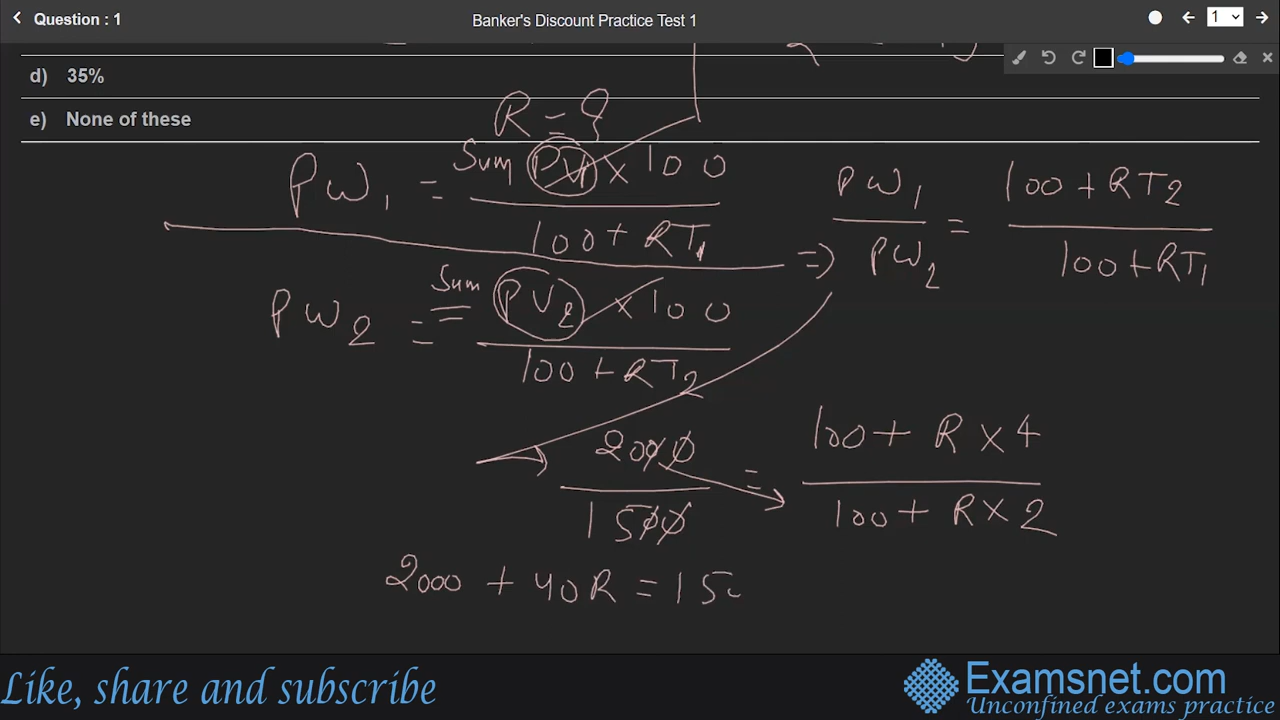 Question : 1
Banker's Discount Practice Test 1
1
d) 35%
e) None of these
R = ?
PW1 = Sum PV1 × 100
100 + RT1
=> PW1 = 100 + RT2
PW2 100 + RT1
PW2 = Sum PV2 × 100
100 + RT2
2000 = 100 + R × 4
1500 100 + R × 2
2000 + 40R = 150
Like, share and subscribe
Examsnet.com
Unconfined exams practice